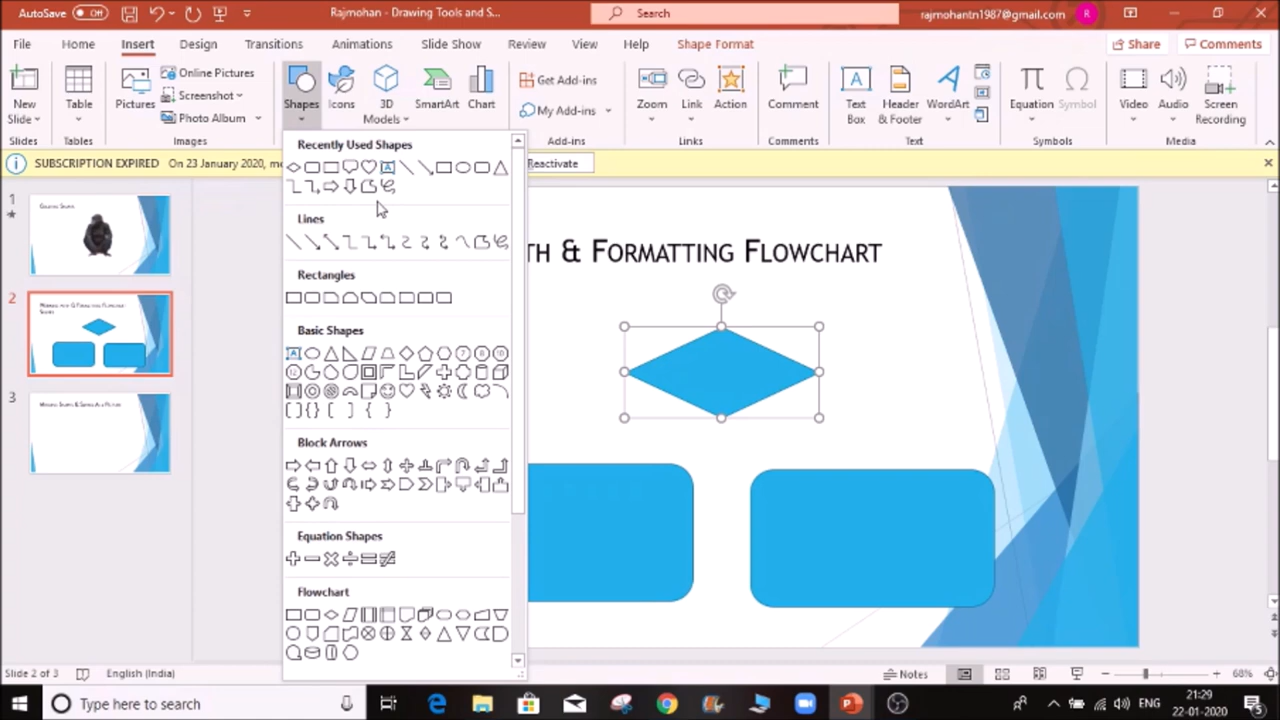 AutoSave Off
Rajmohan - Drawing Tools and S...
Search
rajmohantn1987@gmail.com
R
File Home Insert Design Transitions Animations Slide Show Review View Help Shape Format
Share
Comments
New Slide
Table
Pictures
Online Pictures
Screenshot
Photo Album
Shapes
Icons
3D Models
SmartArt
Chart
Get Add-ins
My Add-ins
Zoom
Link
Action
Comment
Text Box
Header Footer
WordArt
Equation
Symbol
Video
Audio
Screen Recording
Slides
Tables
Images
Add-ins
Links
Comments
Text
Symbols
Media
SUBSCRIPTION EXPIRED On 23 January 2020, mo
Reactivate
Recently Used Shapes
Lines
Rectangles
Basic Shapes
Block Arrows
Equation Shapes
Flowchart
1
2
3
TH & FORMATTING FLOWCHART
Slide 2 of 3
English (India)
Notes
68%
Type here to search
ENG
21:29
22-01-2020
5